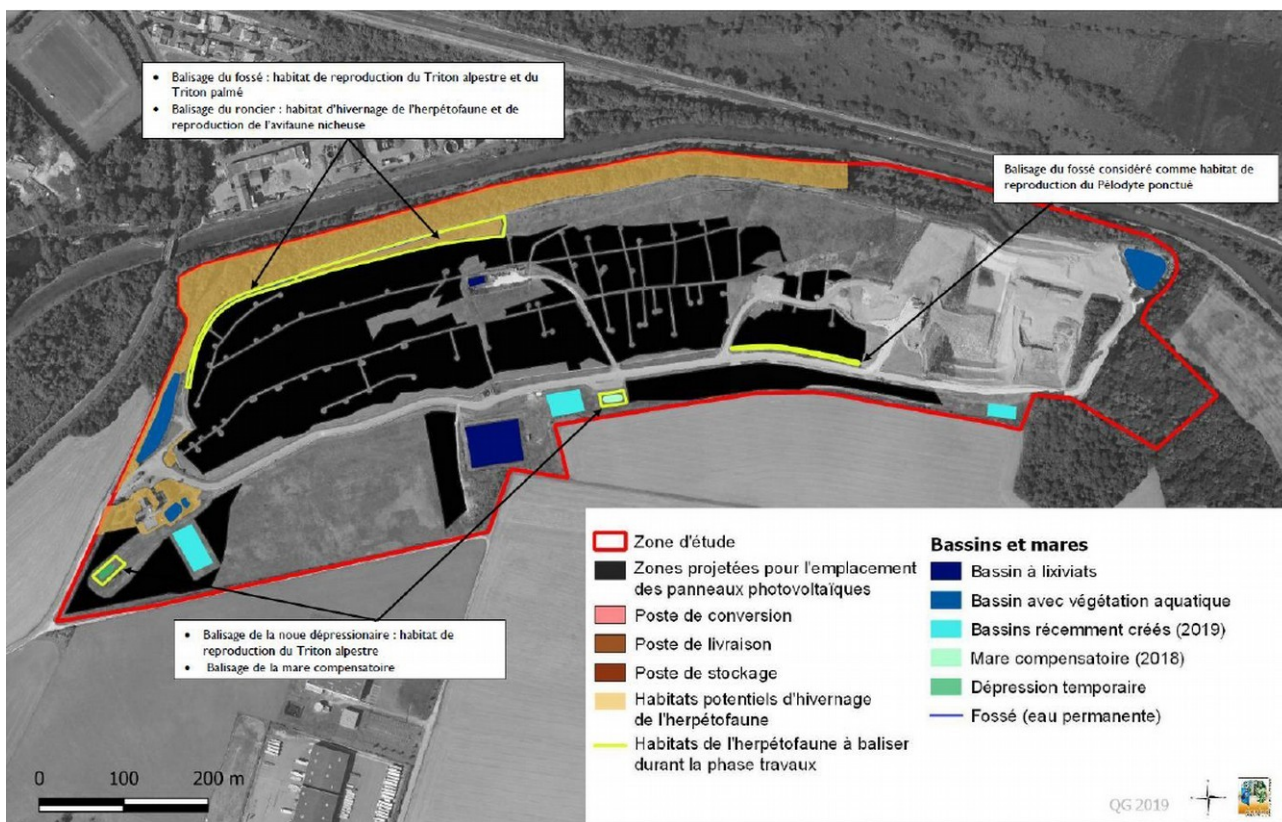 • Balisage du fossé : habitat de reproduction du Triton alpestre et du
Triton palmé
• Balisage du roncier : habitat d'hivernage de l'herpétofaune et de
reproduction de l'avifaune nicheuse
Balisage du fossé considéré comme habitat de
reproduction du Pélodyte ponctué
• Balisage de la noue dépressionaire : habitat de
reproduction du Triton alpestre
• Balisage de la mare compensatoire
Zone d'étude
Zones projetées pour l'emplacement
des panneaux photovoltaïques
Poste de conversion
Poste de livraison
Poste de stockage
Habitats potentiels d'hivernage
de l'herpétofaune
Habitats de l'herpétofaune à baliser
durant la phase travaux
Bassins et mares
Bassin à lixiviats
Bassin avec végétation aquatique
Bassins récemment créés (2019)
Mare compensatoire (2018)
Dépression temporaire
Fossé (eau permanente)
0 100 200 m
QG 2019